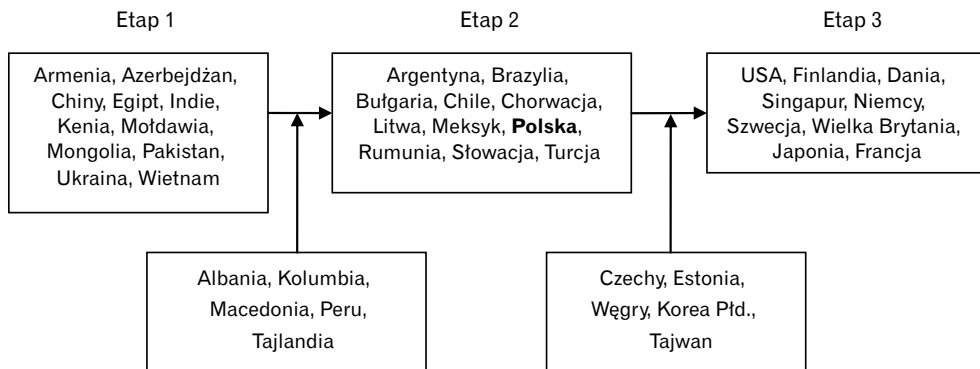 Etap 1
Etap 2
Etap 3
Armenia, Azerbejdżan,
Chiny, Egipt, Indie,
Kenia, Mołdawia,
Mongolia, Pakistan,
Ukraina, Wietnam
Argentyna, Brazylia,
Bułgaria, Chile, Chorwacja,
Litwa, Meksyk, Polska,
Rumunia, Słowacja, Turcja
USA, Finlandia, Dania,
Singapur, Niemcy,
Szwecja, Wielka Brytania,
Japonia, Francja
Albania, Kolumbia,
Macedonia, Peru,
Tajlandia
Czechy, Estonia,
Węgry, Korea Płd.,
Tajwan